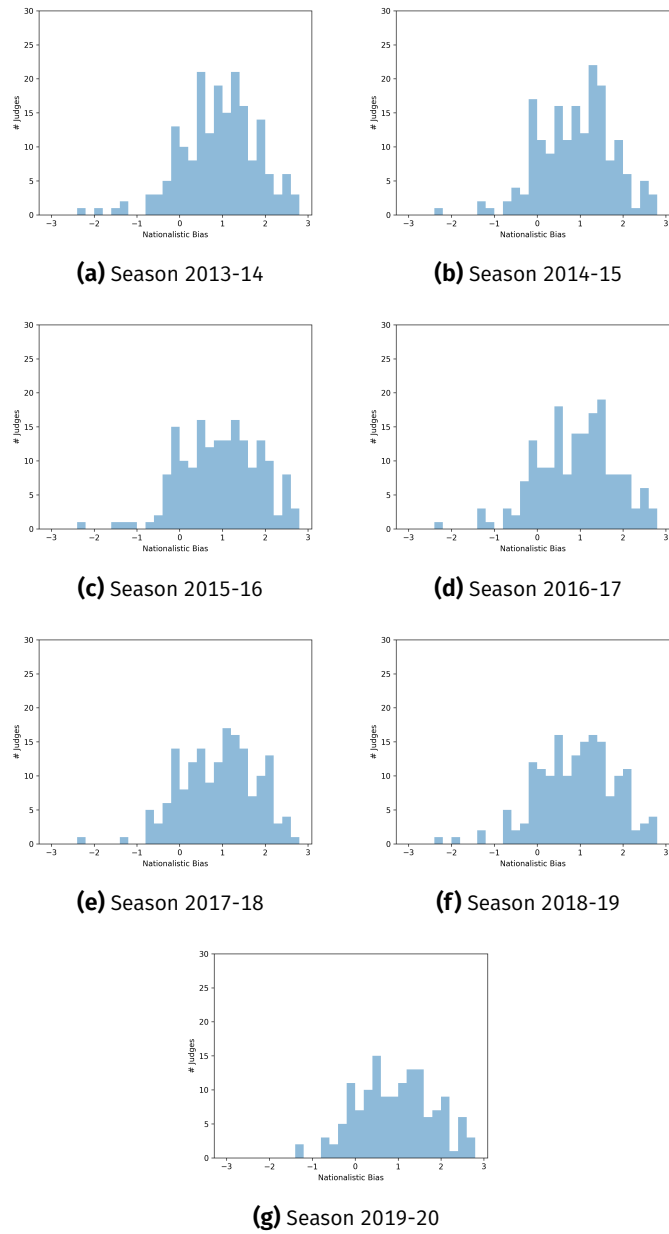 30
25
20
15
10
5
0
# Judges
−3 −2 −1 0 1 2 3
Nationalistic Bias
(a) Season 2013-14
30
25
20
15
10
5
0
# Judges
−3 −2 −1 0 1 2 3
Nationalistic Bias
(b) Season 2014-15
30
25
20
15
10
5
0
# Judges
−3 −2 −1 0 1 2 3
Nationalistic Bias
(c) Season 2015-16
30
25
20
15
10
5
0
# Judges
−3 −2 −1 0 1 2 3
Nationalistic Bias
(d) Season 2016-17
30
25
20
15
10
5
0
# Judges
−3 −2 −1 0 1 2 3
Nationalistic Bias
(e) Season 2017-18
30
25
20
15
10
5
0
# Judges
−3 −2 −1 0 1 2 3
Nationalistic Bias
(f) Season 2018-19
30
25
20
15
10
5
0
# Judges
−3 −2 −1 0 1 2 3
Nationalistic Bias
(g) Season 2019-20